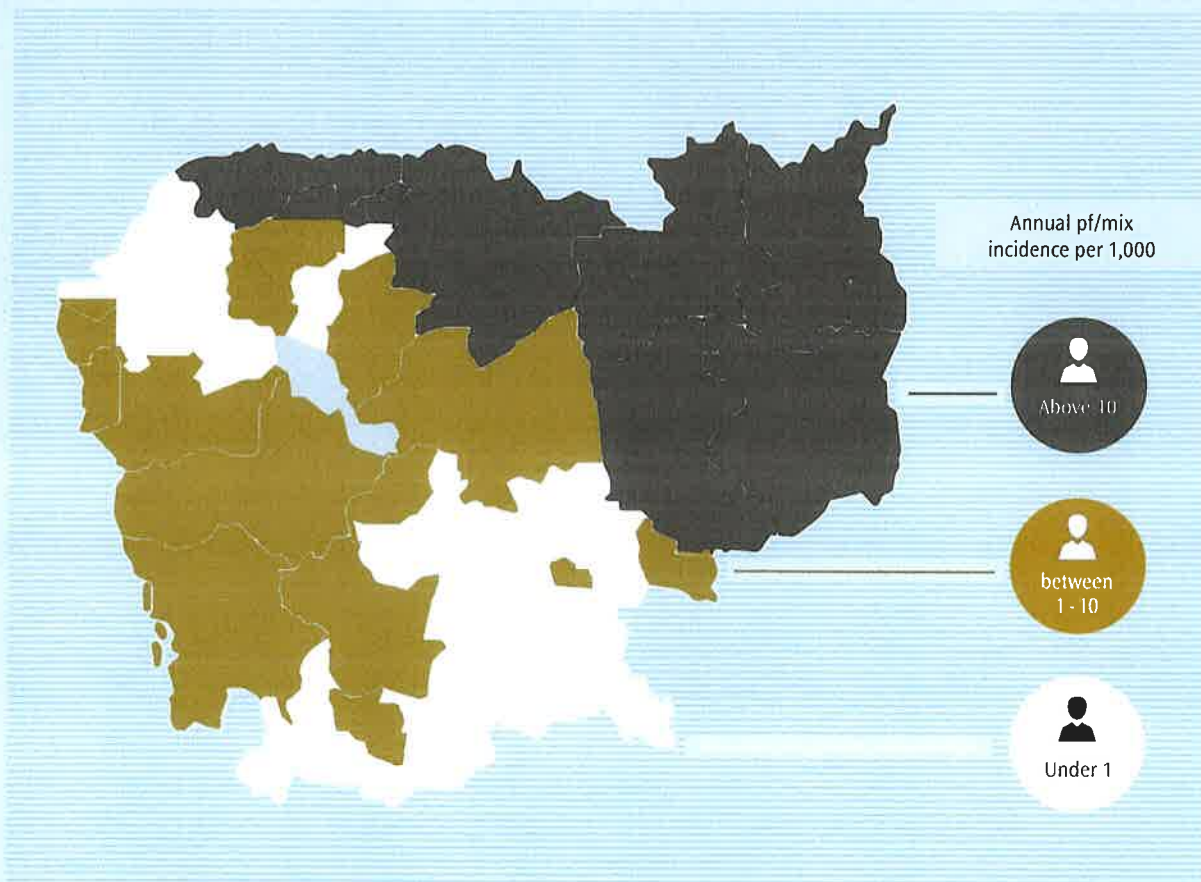 Annual pf/mix
incidence per 1,000
Above 10
between
1 - 10
Under 1